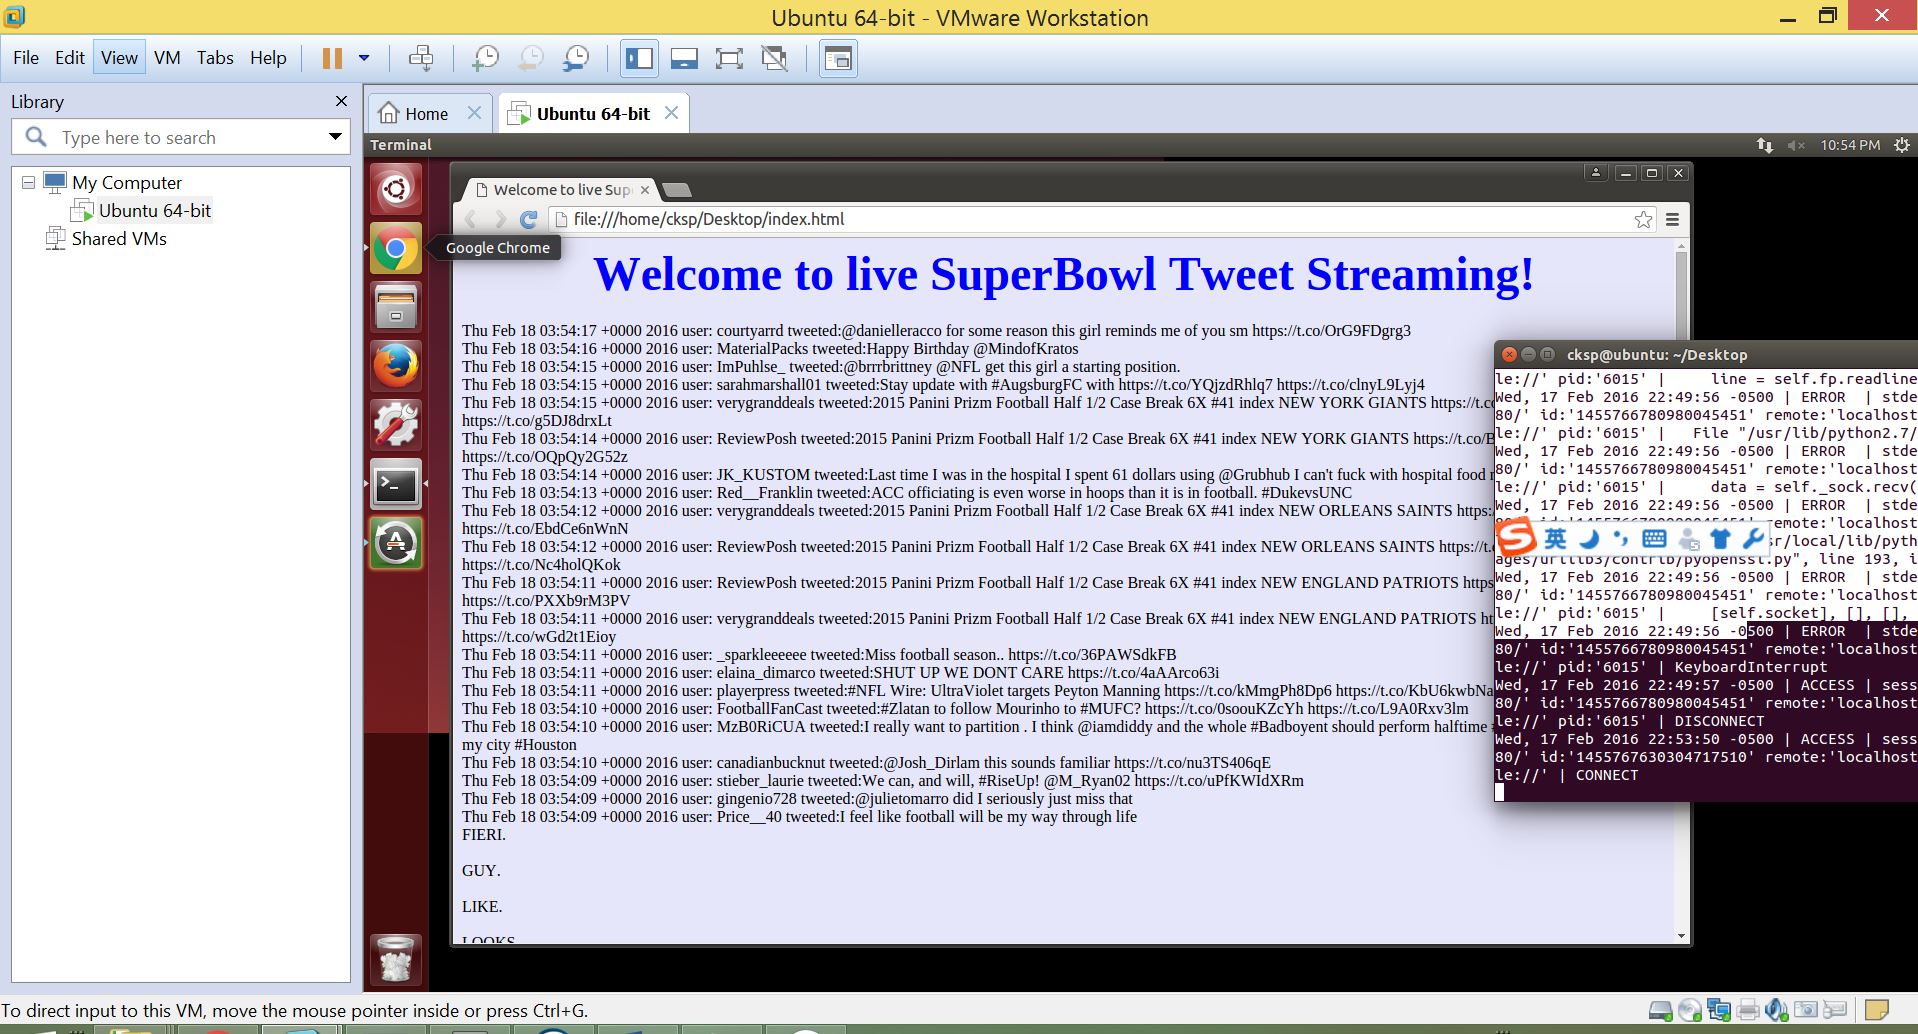 Ubuntu 64-bit - VMware Workstation
File Edit View VM Tabs Help
Library
Type here to search
My Computer
Ubuntu 64-bit
Shared VMs
Home
Ubuntu 64-bit
Terminal
10:54 PM
Welcome to live Sup
file:///home/cksp/Desktop/index.html
Google Chrome
Welcome to live SuperBowl Tweet Streaming!
Thu Feb 18 03:54:17 +0000 2016 user: courtyarrd tweeted:@danielleracco for some reason this girl reminds me of you sm https://t.co/OrG9FDgrg3
Thu Feb 18 03:54:16 +0000 2016 user: MaterialPacks tweeted:Happy Birthday @MindofKratos
Thu Feb 18 03:54:15 +0000 2016 user: ImPuhlse_ tweeted:@brrrbrittney @NFL get this girl a starting position.
Thu Feb 18 03:54:15 +0000 2016 user: sarahmarshall01 tweeted:Stay update with #AugsburgFC with https://t.co/YQjzdRhlq7 https://t.co/clnyL9Lyj4
Thu Feb 18 03:54:15 +0000 2016 user: verygranddeals tweeted:2015 Panini Prizm Football Half 1/2 Case Break 6X #41 index NEW YORK GIANTS https://t.c
https://t.co/g5DJ8drxLt
Thu Feb 18 03:54:14 +0000 2016 user: ReviewPosh tweeted:2015 Panini Prizm Football Half 1/2 Case Break 6X #41 index NEW YORK GIANTS https://t.co/B
https://t.co/OQpQy2G52z
Thu Feb 18 03:54:14 +0000 2016 user: JK_KUSTOM tweeted:Last time I was in the hospital I spent 61 dollars using @Grubhub I can't fuck with hospital food
Thu Feb 18 03:54:13 +0000 2016 user: Red__Franklin tweeted:ACC officiating is even worse in hoops than it is in football. #DukevsUNC
Thu Feb 18 03:54:12 +0000 2016 user: verygranddeals tweeted:2015 Panini Prizm Football Half 1/2 Case Break 6X #41 index NEW ORLEANS SAINTS https:
https://t.co/EbdCe6nWnN
Thu Feb 18 03:54:12 +0000 2016 user: ReviewPosh tweeted:2015 Panini Prizm Football Half 1/2 Case Break 6X #41 index NEW ORLEANS SAINTS https://t
https://t.co/Nc4holQKok
Thu Feb 18 03:54:11 +0000 2016 user: ReviewPosh tweeted:2015 Panini Prizm Football Half 1/2 Case Break 6X #41 index NEW ENGLAND PATRIOTS https
https://t.co/PXXb9rM3PV
Thu Feb 18 03:54:11 +0000 2016 user: verygranddeals tweeted:2015 Panini Prizm Football Half 1/2 Case Break 6X #41 index NEW ENGLAND PATRIOTS h
https://t.co/wGd2t1Eioy
Thu Feb 18 03:54:11 +0000 2016 user: _sparkleeeeee tweeted:Miss football season.. https://t.co/36PAWSdkFB
Thu Feb 18 03:54:11 +0000 2016 user: elaina_dimarco tweeted:SHUT UP WE DONT CARE https://t.co/4aAArco63i
Thu Feb 18 03:54:11 +0000 2016 user: playerpress tweeted:#NFL Wire: UltraViolet targets Peyton Manning https://t.co/kMmgPh8Dp6 https://t.co/KbU6kwbNa
Thu Feb 18 03:54:10 +0000 2016 user: FootballFanCast tweeted:#Zlatan to follow Mourinho to #MUFC? https://t.co/0soouKZcYh https://t.co/L9A0Rxv3lm
Thu Feb 18 03:54:10 +0000 2016 user: MzB0RiCUA tweeted:I really want to partition . I think @iamdiddy and the whole #Badboyent should perform halftime #
my city #Houston
Thu Feb 18 03:54:10 +0000 2016 user: canadianbucknut tweeted:@Josh_Dirlam this sounds familiar https://t.co/nu3TS406qE
Thu Feb 18 03:54:09 +0000 2016 user: stieber_laurie tweeted:We can, and will, #RiseUp! @M_Ryan02 https://t.co/uPfKWIdXRm
Thu Feb 18 03:54:09 +0000 2016 user: gingenio728 tweeted:@julietomarro did I seriously just miss that
Thu Feb 18 03:54:09 +0000 2016 user: Price__40 tweeted:I feel like football will be my way through life
FIERI.
GUY.
LIKE.
LOOKS
cksp@ubuntu: ~/Desktop
le://' pid:'6015' | line = self.fp.readline
Wed, 17 Feb 2016 22:49:56 -0500 | ERROR | stde
80/' id:'1455766780980045451' remote:'localhost
le://' pid:'6015' | File "/usr/lib/python2.7/
Wed, 17 Feb 2016 22:49:56 -0500 | ERROR | stde
80/' id:'1455766780980045451' remote:'localhost
le://' pid:'6015' | data = self._sock.recv(
Wed, 17 Feb 2016 22:49:56 -0500 | ERROR | stde
80/' id:'1455766780980045451' remote:'localhost
英
sr/local/lib/pyth
ages/urllib3/contrib/pyopenssl.py", line 193, i
Wed, 17 Feb 2016 22:49:56 -0500 | ERROR | stde
80/' id:'1455766780980045451' remote:'localhost
le://' pid:'6015' | [self.socket], [], [],
Wed, 17 Feb 2016 22:49:56 -0500 | ERROR | stde
80/' id:'1455766780980045451' remote:'localhost
le://' pid:'6015' | KeyboardInterrupt
Wed, 17 Feb 2016 22:49:57 -0500 | ACCESS | sess
80/' id:'1455766780980045451' remote:'localhost
le://' pid:'6015' | DISCONNECT
Wed, 17 Feb 2016 22:53:50 -0500 | ACCESS | sess
80/' id:'1455767630304717510' remote:'localhost
le://' | CONNECT
To direct input to this VM, move the mouse pointer inside or press Ctrl+G.